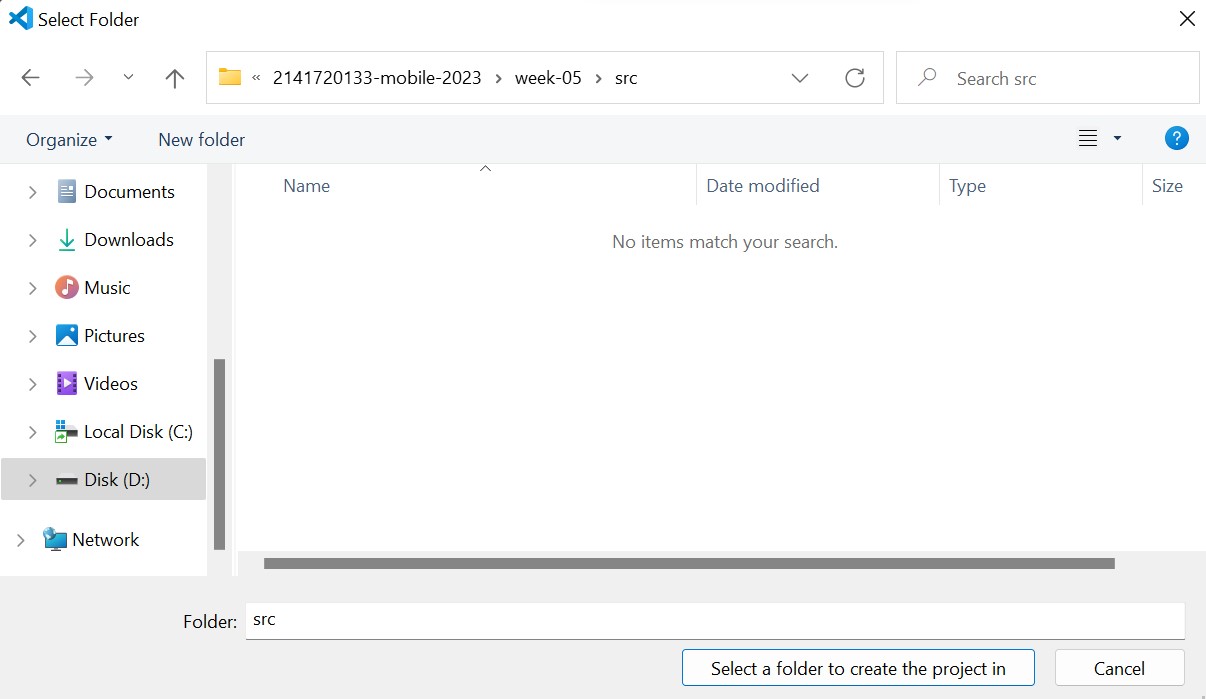 Select Folder
« 2141720133-mobile-2023 > week-05 > src
Search src
Organize
New folder
?
Name
Date modified
Type
Size
No items match your search.
Documents
Downloads
Music
Pictures
Videos
Local Disk (C:)
Disk (D:)
Network
Folder: src
Select a folder to create the project in
Cancel